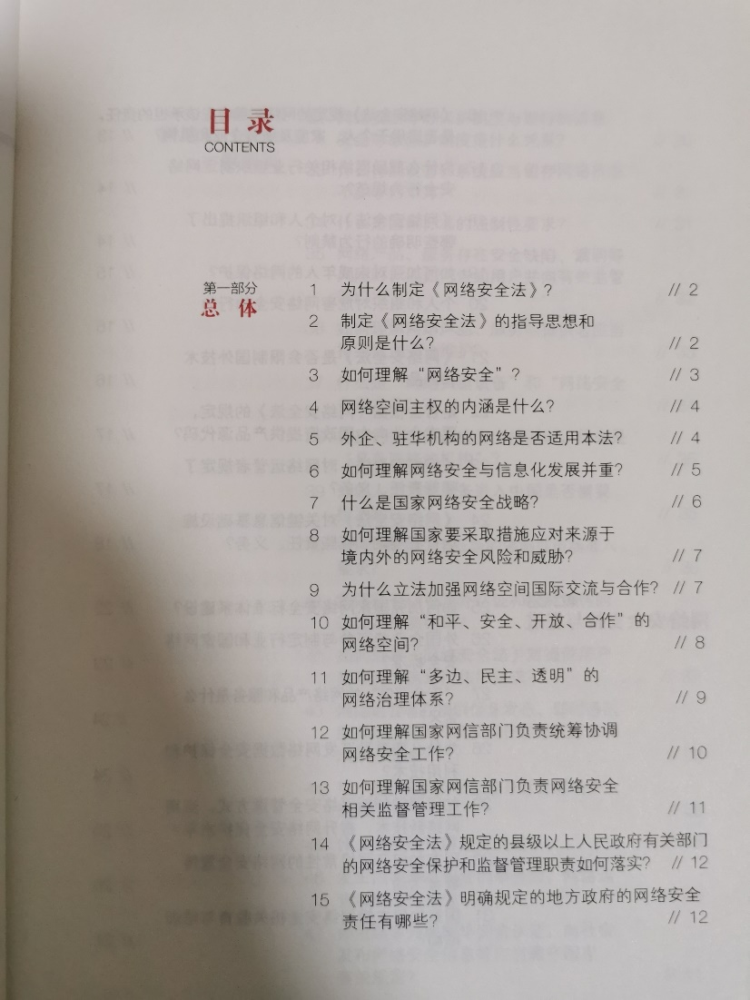 目录
CONTENTS
第一部分
总 体
1 为什么制定《网络安全法》? // 2
2 制定《网络安全法》的指导思想和
原则是什么? // 2
3 如何理解“网络安全”? // 3
4 网络空间主权的内涵是什么? // 4
5 外企、驻华机构的网络是否适用本法? // 4
6 如何理解网络安全与信息化发展并重? // 5
7 什么是国家网络安全战略? // 6
8 如何理解国家要采取措施应对来源于
境内外的网络安全风险和威胁? // 7
9 为什么立法加强网络空间国际交流与合作? // 7
10 如何理解“和平、安全、开放、合作”的
网络空间? // 8
11 如何理解“多边、民主、透明”的
网络治理体系? // 9
12 如何理解国家网信部门负责统筹协调
网络安全工作? // 10
13 如何理解国家网信部门负责网络安全
相关监督管理工作? // 11
14 《网络安全法》规定的县级以上人民政府有关部门
的网络安全保护和监督管理职责如何落实? // 12
15 《网络安全法》明确规定的地方政府的网络安全
责任有哪些? // 12